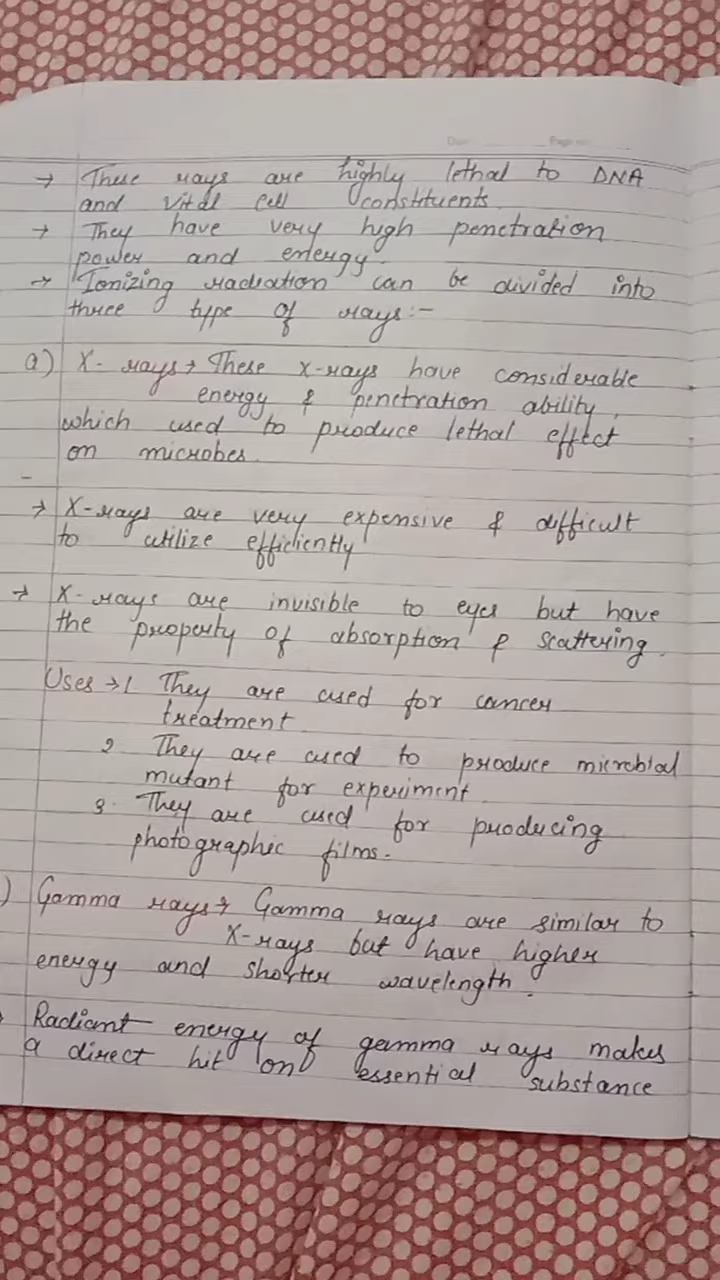 → These rays are highly lethal to DNA
and vital cell constituents.
→ They have very high penetration
power and energy.
→ Ionizing radiation can be divided into
three type of rays:-
a) X-rays → These x-rays have considerable
energy & penetration ability,
which used to produce lethal effect
on microbes.
→ X-rays are very expensive & difficult
to utilize efficiently
→ X-rays are invisible to eyes but have
the property of absorption & scattering.
Uses → 1 They are used for cancer
treatment
2 They are used to produce microbial
mutant for experiment
3. They are used for producing
photographic films.
) Gamma rays → Gamma rays are similar to
X-rays but have higher
energy and shorter wavelength.
Radiant energy of gamma rays makes
a direct hit on essential substance